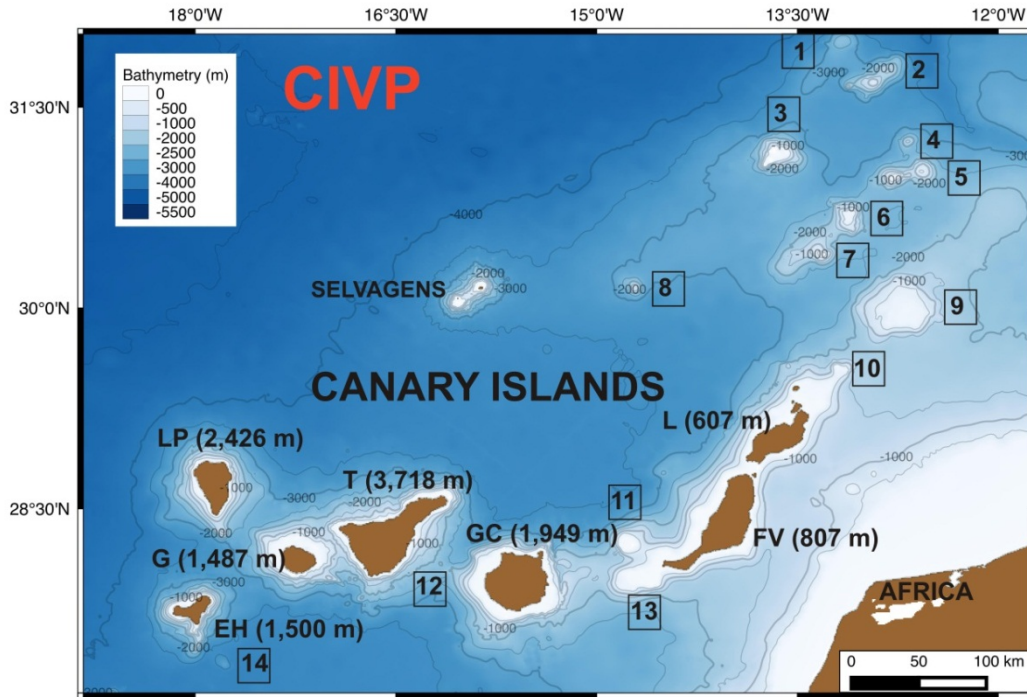 18°0'W 16°30'W 15°0'W 13°30'W 12°0'W
Bathymetry (m)
0
-500
-1000
-2000
-2500
-3000
-4000
-5500
CIVP
1
-3000
-2000
2
31°30'N
3
-1000
-2000
4
-3000
-1000
-2000
5
-4000
-1000
6
-2000
-1000
7
-2000
-2000
-3000
SELVAGENS
-2000
8
-1000
9
30°0'N
10
CANARY ISLANDS
L (607 m)
LP (2,426 m)
-1000
-1000
-1000
T (3,718 m)
-3000
-2000
11
28°30'N
-2000
-1000
GC (1,949 m)
FV (807 m)
-1000
G (1,487 m)
-3000
12
AFRICA
-1000
13
EH (1,500 m)
-1000
-2000
14
0 50 100 km